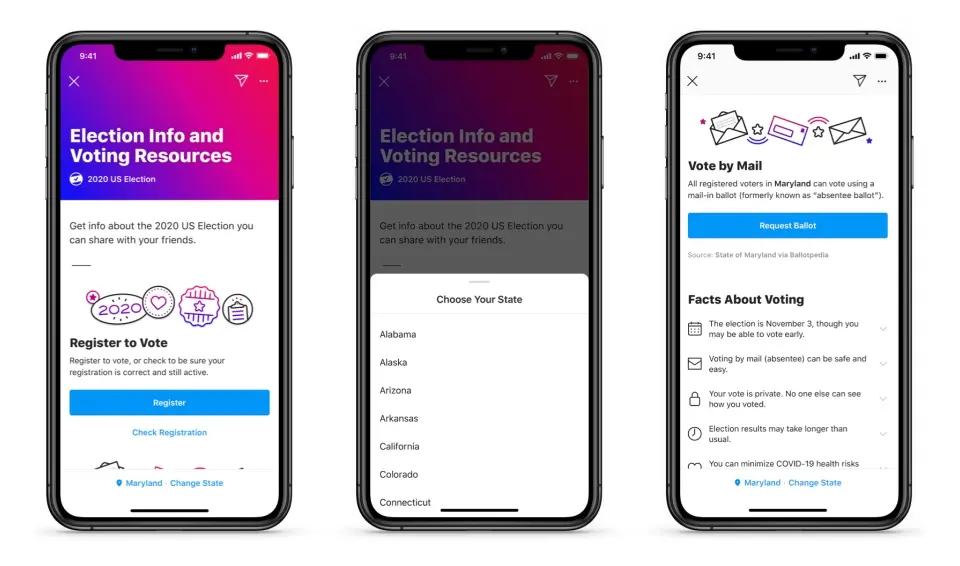 9:41
Election Info and
Voting Resources
2020 US Election
Get info about the 2020 US Election you
can share with your friends.
2020
Register to Vote
Register to vote, or check to be sure your
registration is correct and still active.
Register
Check Registration
Maryland · Change State
9:41
Election Info and
Voting Resources
2020 US Election
Get info about the 2020 US Election you
can share with your friends.
Choose Your State
Alabama
Alaska
Arizona
Arkansas
California
Colorado
Connecticut
9:41
Vote by Mail
All registered voters in Maryland can vote using a
mail-in ballot (formerly known as “absentee ballot”).
Request Ballot
Source: State of Maryland via Ballotpedia
Facts About Voting
The election is November 3, though you
may be able to vote early.
Voting by mail (absentee) can be safe and
easy.
Your vote is private. No one else can see
how you voted.
Election results may take longer than
usual.
You can minimize COVID-19 health risks
Maryland · Change State